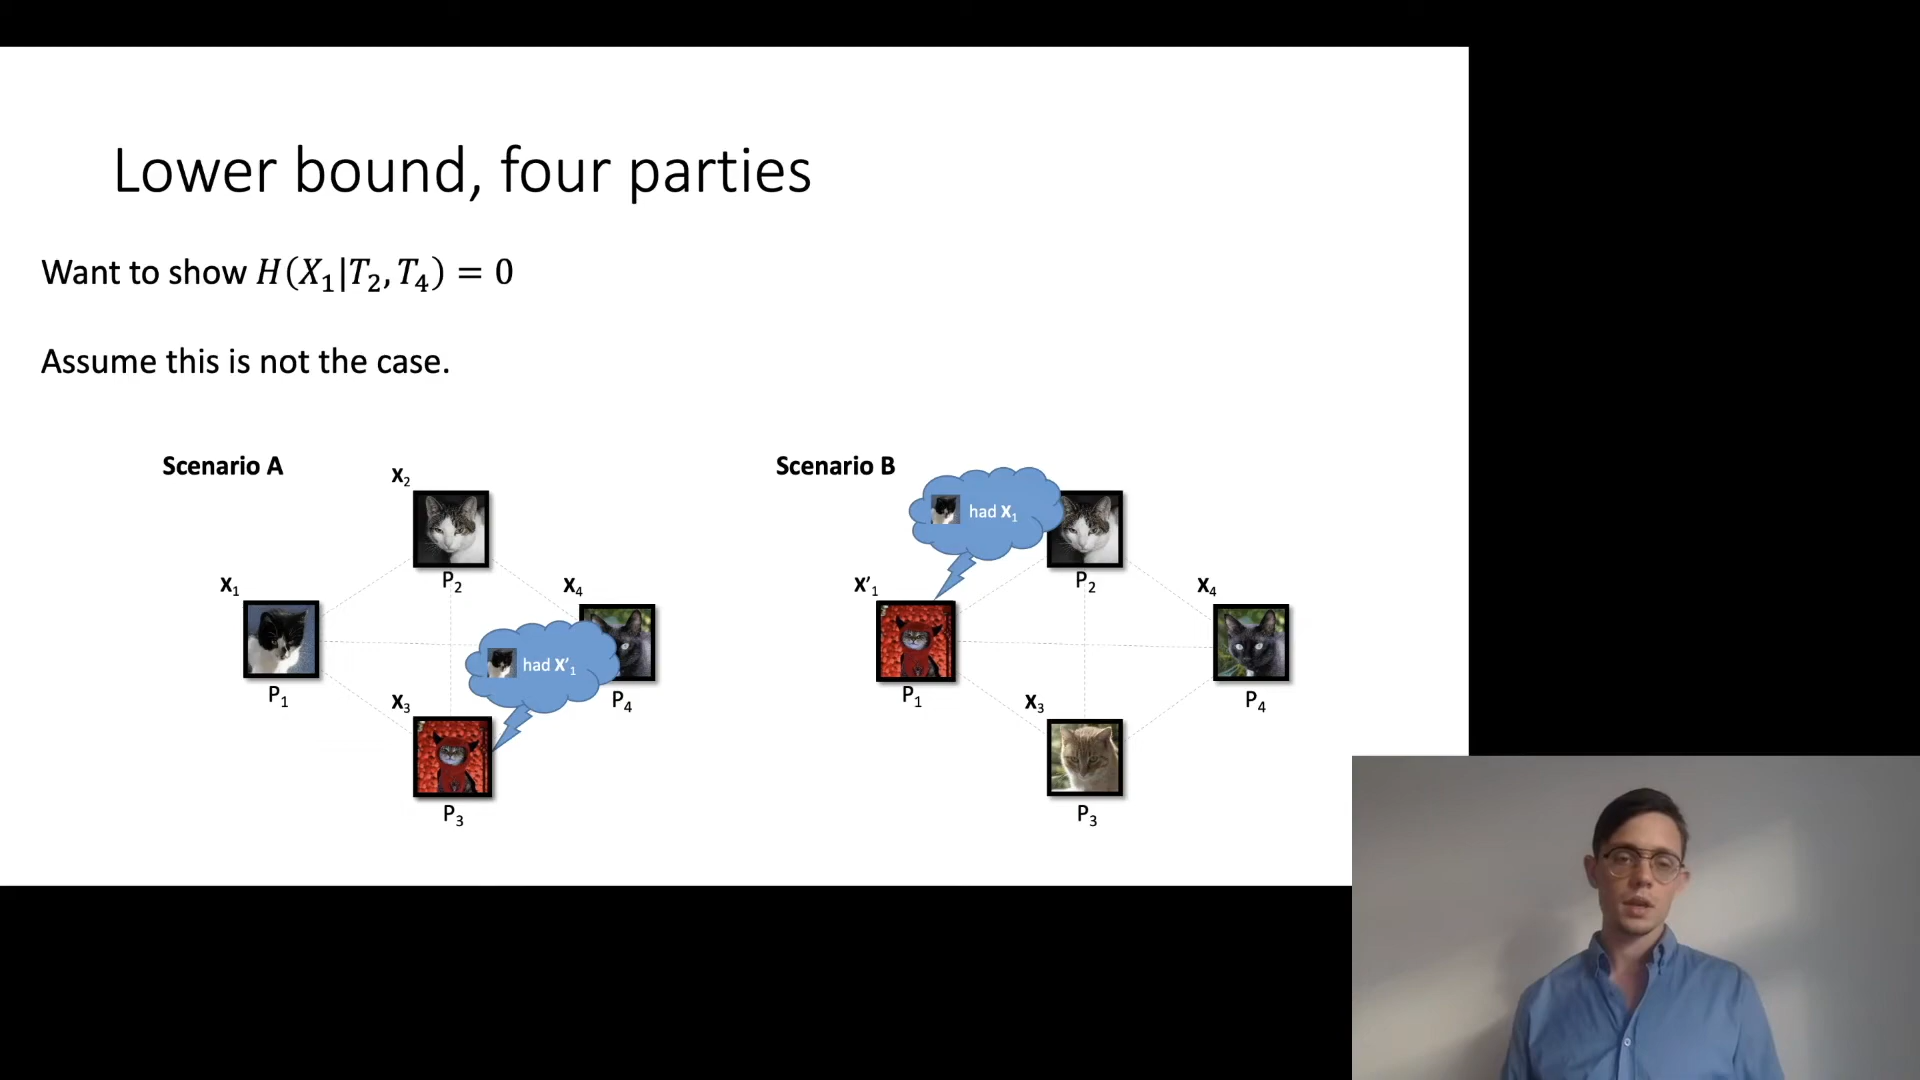 Lower bound, four parties
Want to show H(X₁|T₂, T₄) = 0
Assume this is not the case.
Scenario A
X₂
P₂
X₁
P₁
X₄
P₄
had X'₁
X₃
P₃
Scenario B
had X₁
P₂
X'₁
P₁
X₄
P₄
X₃
P₃